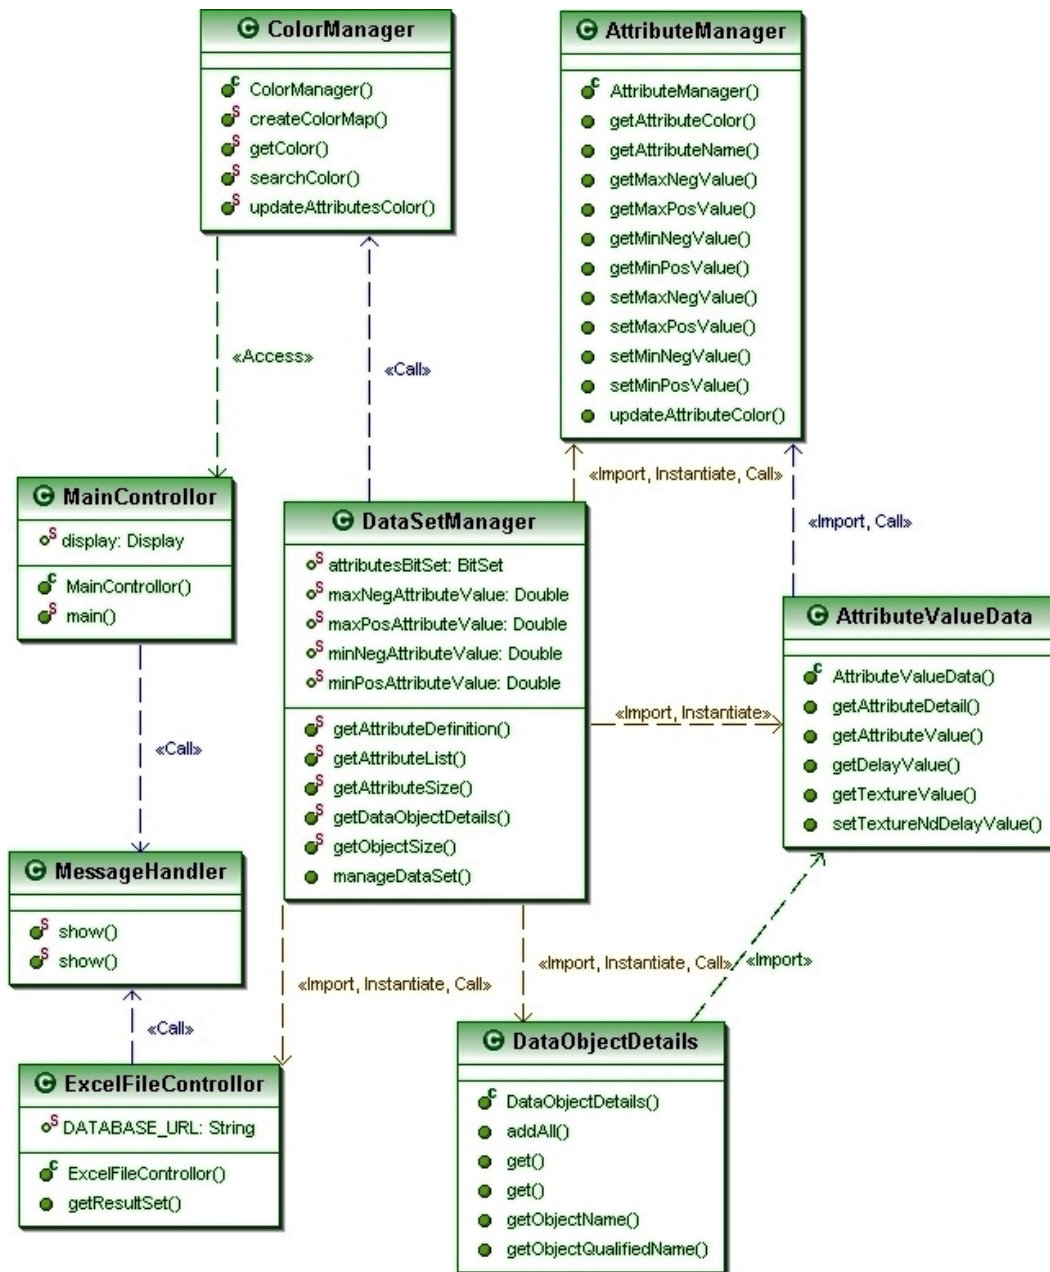 ColorManager
ColorManager()
createColorMap()
getColor()
searchColor()
updateAttributesColor()
AttributeManager
AttributeManager()
getAttributeColor()
getAttributeName()
getMaxNegValue()
getMaxPosValue()
getMinNegValue()
getMinPosValue()
setMaxNegValue()
setMaxPosValue()
setMinNegValue()
setMinPosValue()
updateAttributeColor()
«Access»
«Call»
«Import, Instantiate, Call»
«Import, Call»
MainControllor
display: Display
MainControllor()
main()
DataSetManager
attributesBitSet: BitSet
maxNegAttributeValue: Double
maxPosAttributeValue: Double
minNegAttributeValue: Double
minPosAttributeValue: Double
getAttributeDefinition()
getAttributeList()
getAttributeSize()
getDataObjectDetails()
getObjectSize()
manageDataSet()
«Import, Instantiate»
AttributeValueData
AttributeValueData()
getAttributeDetail()
getAttributeValue()
getDelayValue()
getTextureValue()
setTextureNdDelayValue()
«Call»
MessageHandler
show()
show()
«Import, Instantiate, Call»
«Import, Instantiate, Call»
«Import»
«Call»
ExcelFileControllor
DATABASE_URL: String
ExcelFileControllor()
getResultSet()
DataObjectDetails
DataObjectDetails()
addAll()
get()
get()
getObjectName()
getObjectQualifiedName()